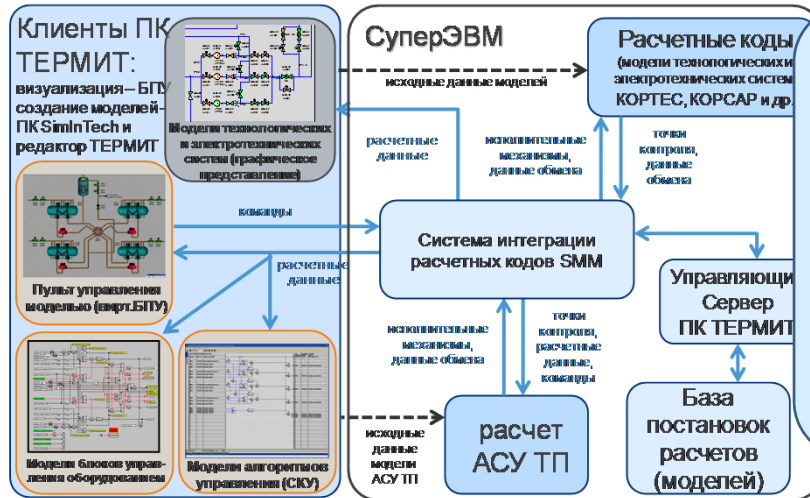 Клиенты ПК
ТЕРМИТ:
визуализация – БПУ
создание моделей-
ПК SimInTech и
редактор ТЕРМИТ
Модели технологических
и электротехнических
систем (графическое
представление)
Пульт управления
моделью (вирт.БПУ)
Модели блоков управ-
ления оборудованием
Модели алгоритмов
управления (СКУ)
команды
расчетные
данные
СуперЭВМ
исходные данные моделей
расчетные
данные
исполнительные
механизмы,
данные обмена
точки
контроля,
данные
обмена
Расчетные коды
(модели технологических и
электротехнических систем
КОРТЕС, КОРСАР и др.
Система интеграции
расчетных кодов SMM
Управляющи
Сервер
ПК ТЕРМИТ
База
постановок
расчетов
(моделей)
исполнительные
механизмы,
данные обмена
точки
контроля,
расчетные
данные,
команды
исходные
данные
модели
АСУ ТП
расчет
АСУ ТП